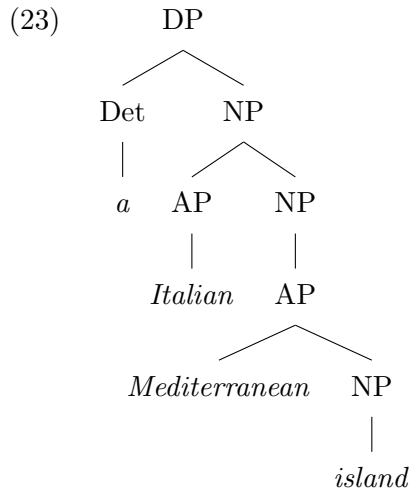 (23) DP
Det NP
a AP NP
Italian AP
Mediterranean NP
island